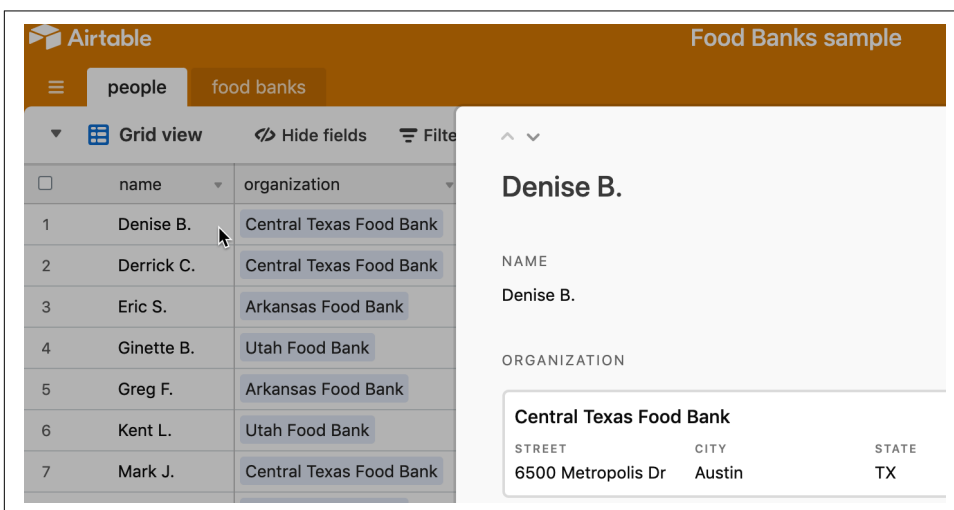 Airtable
Food Banks sample
people
food banks
Grid view
Hide fields
Filte
name
organization
1 Denise B. Central Texas Food Bank
2 Derrick C. Central Texas Food Bank
3 Eric S. Arkansas Food Bank
4 Ginette B. Utah Food Bank
5 Greg F. Arkansas Food Bank
6 Kent L. Utah Food Bank
7 Mark J. Central Texas Food Bank
Denise B.
NAME
Denise B.
ORGANIZATION
Central Texas Food Bank
STREET CITY STATE
6500 Metropolis Dr Austin TX